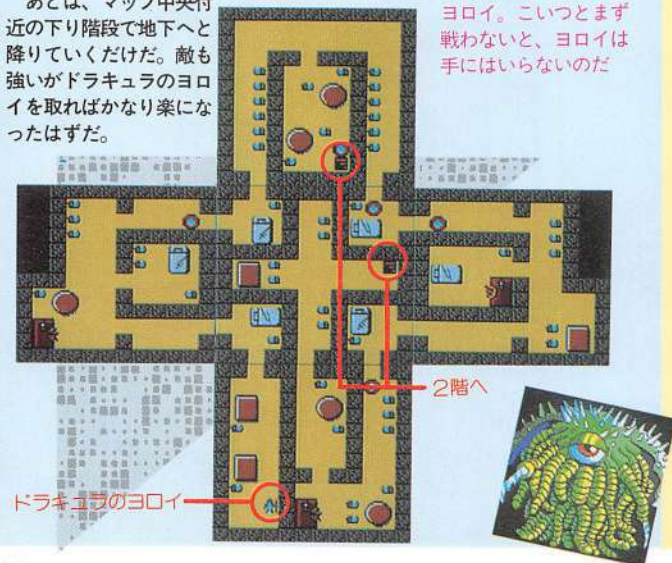 あとは、マップ中央付
近の下り階段で地下へと
降りていくだけだ。敵も
強いがドラキュラのヨロ
イを取ればかなり楽にな
ったはずだ。
ヨロイ。こいつとまず
戦わないと、ヨロイは
手にはいらないのだ
2階へ
ドラキュラのヨロイ